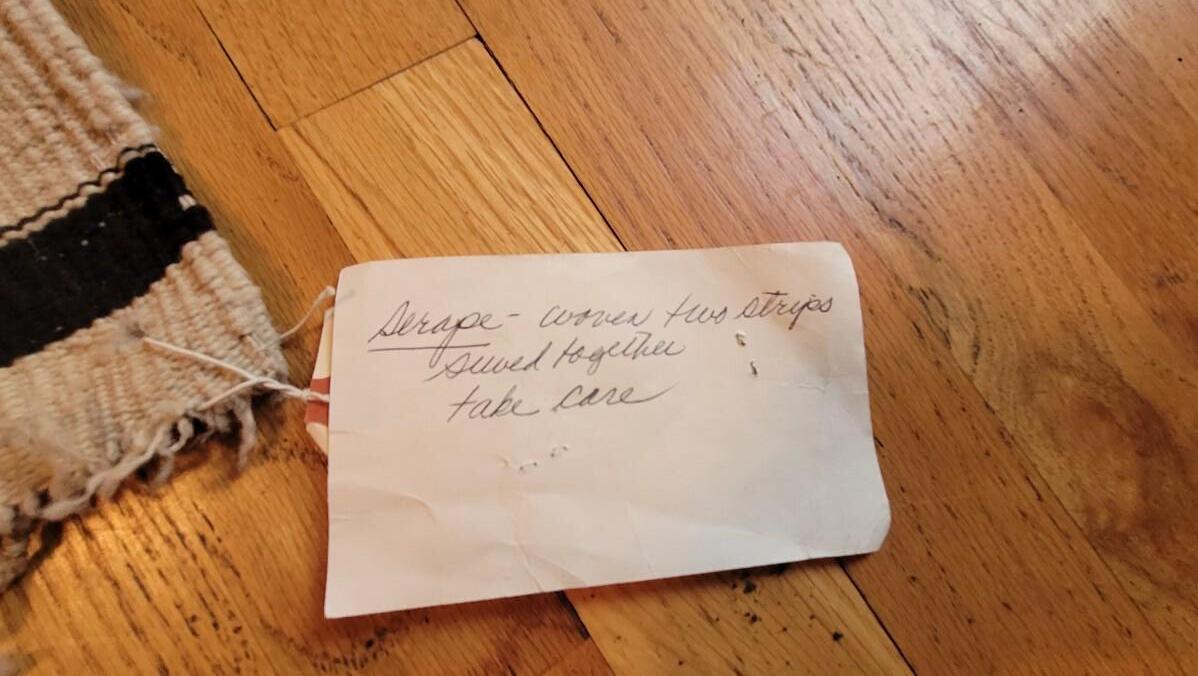 Serape - woven two strips
sewed together
take care